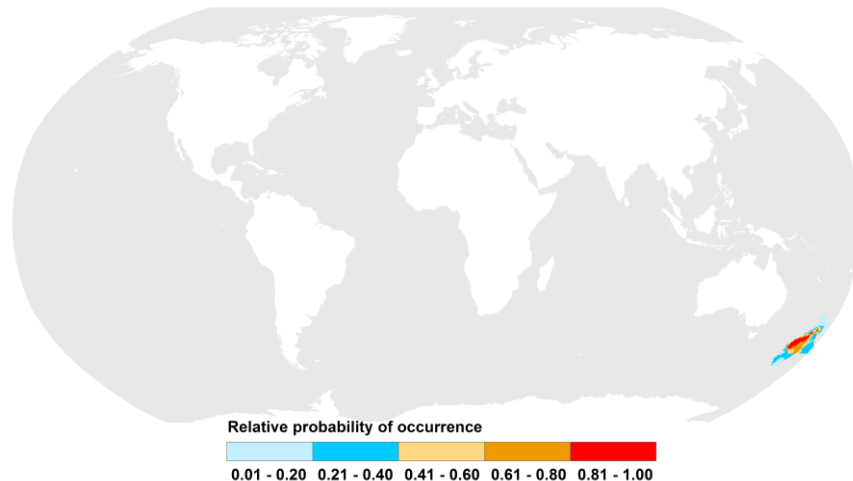 Relative probability of occurrence
0.01 - 0.20 0.21 - 0.40 0.41 - 0.60 0.61 - 0.80 0.81 - 1.00